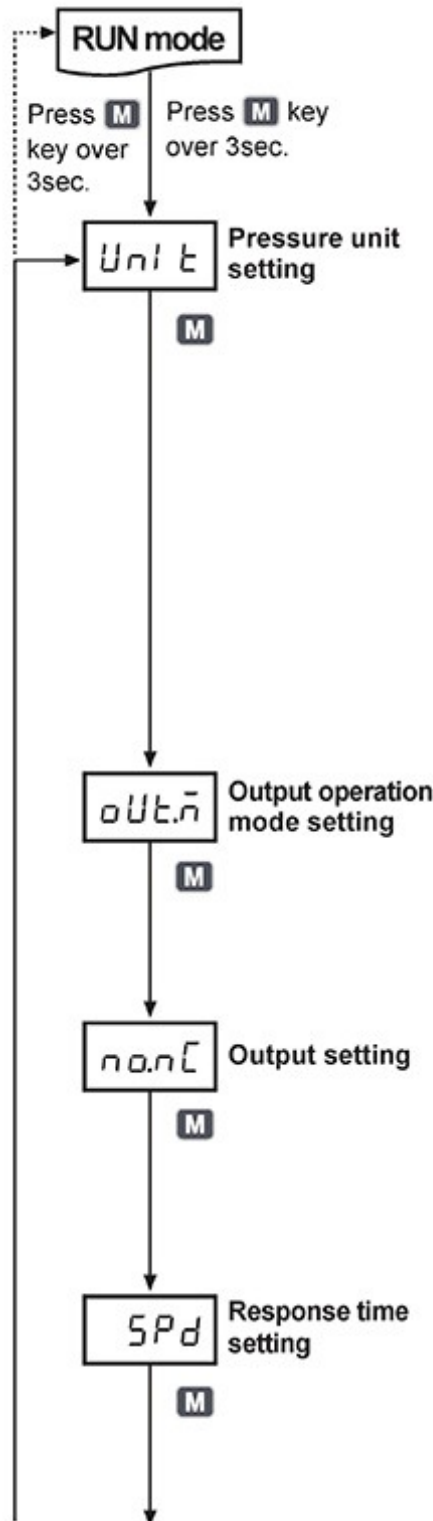 RUN mode
Press M
key over
3sec.
Press M key
over 3sec.
UnI t
Pressure unit
setting
M
oUt.m
Output operation
mode setting
M
no.nC
Output setting
M
SPd
Response time
setting
M